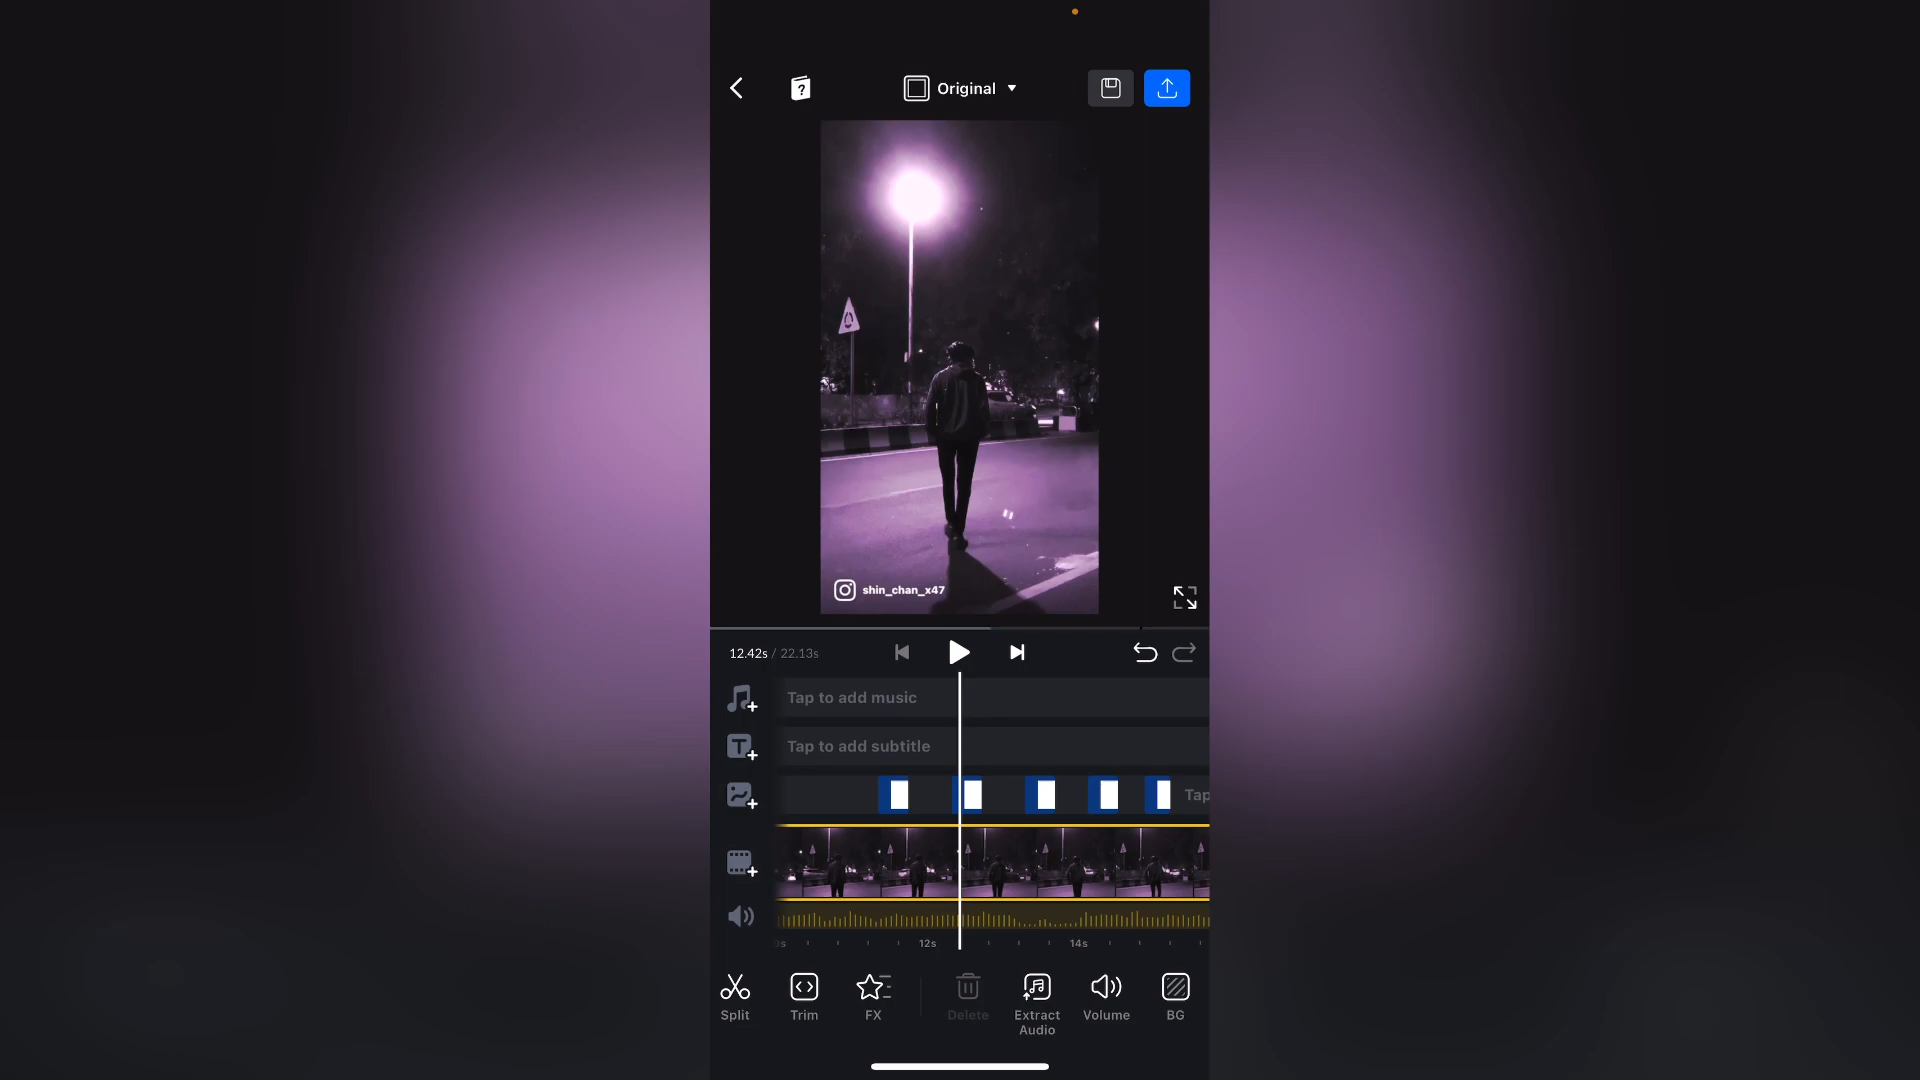 ?
Original
shin_chan_x47
12.42s / 22.13s
Tap to add music
T
Tap to add subtitle
Tap
12s
14s
Split
Trim
FX
Delete
Extract
Audio
Volume
BG